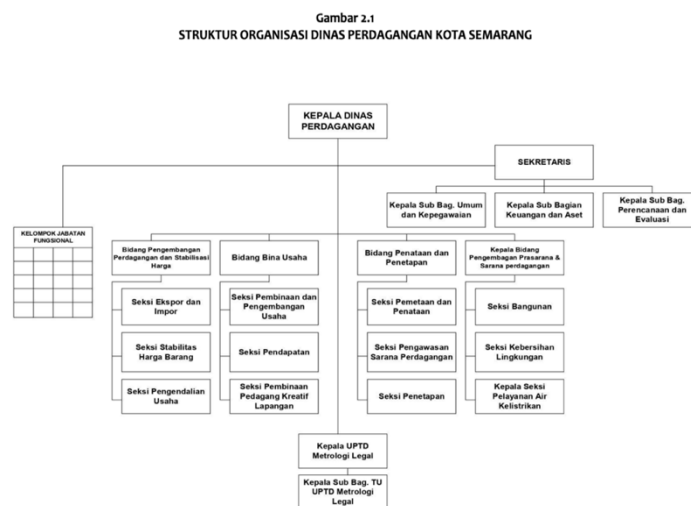 Gambar 2.1
STRUKTUR ORGANISASI DINAS PERDAGANGAN KOTA SEMARANG
KEPALA DINAS
PERDAGANGAN
SEKRETARIS
Kepala Sub Bag. Umum
dan Kepegawaian
Kepala Sub Bagian
Keuangan dan Aset
Kepala Sub Bag.
Perencanaan dan
Evaluasi
KELOMPOK JABATAN
FUNGSIONAL
Bidang Pengembangan
Perdagangan dan Stabilisasi
Harga
Bidang Bina Usaha
Bidang Penataan dan
Penetapan
Kepala Bidang
Pengembagan Prasarana &
Sarana perdagangan
Seksi Ekspor dan
Impor
Seksi Pembinaan dan
Pengembangan
Usaha
Seksi Pemetaan dan
Penataan
Seksi Bangunan
Seksi Stabilitas
Harga Barang
Seksi Pendapatan
Seksi Pengawasan
Sarana Perdagangan
Seksi Kebersihan
Lingkungan
Seksi Pengendalian
Usaha
Seksi Pembinaan
Pedagang Kreatif
Lapangan
Seksi Penetapan
Kepala Seksi
Pelayanan Air
Kelistrikan
Kepala UPTD
Metrologi Legal
Kepala Sub Bag. TU
UPTD Metrologi
Legal